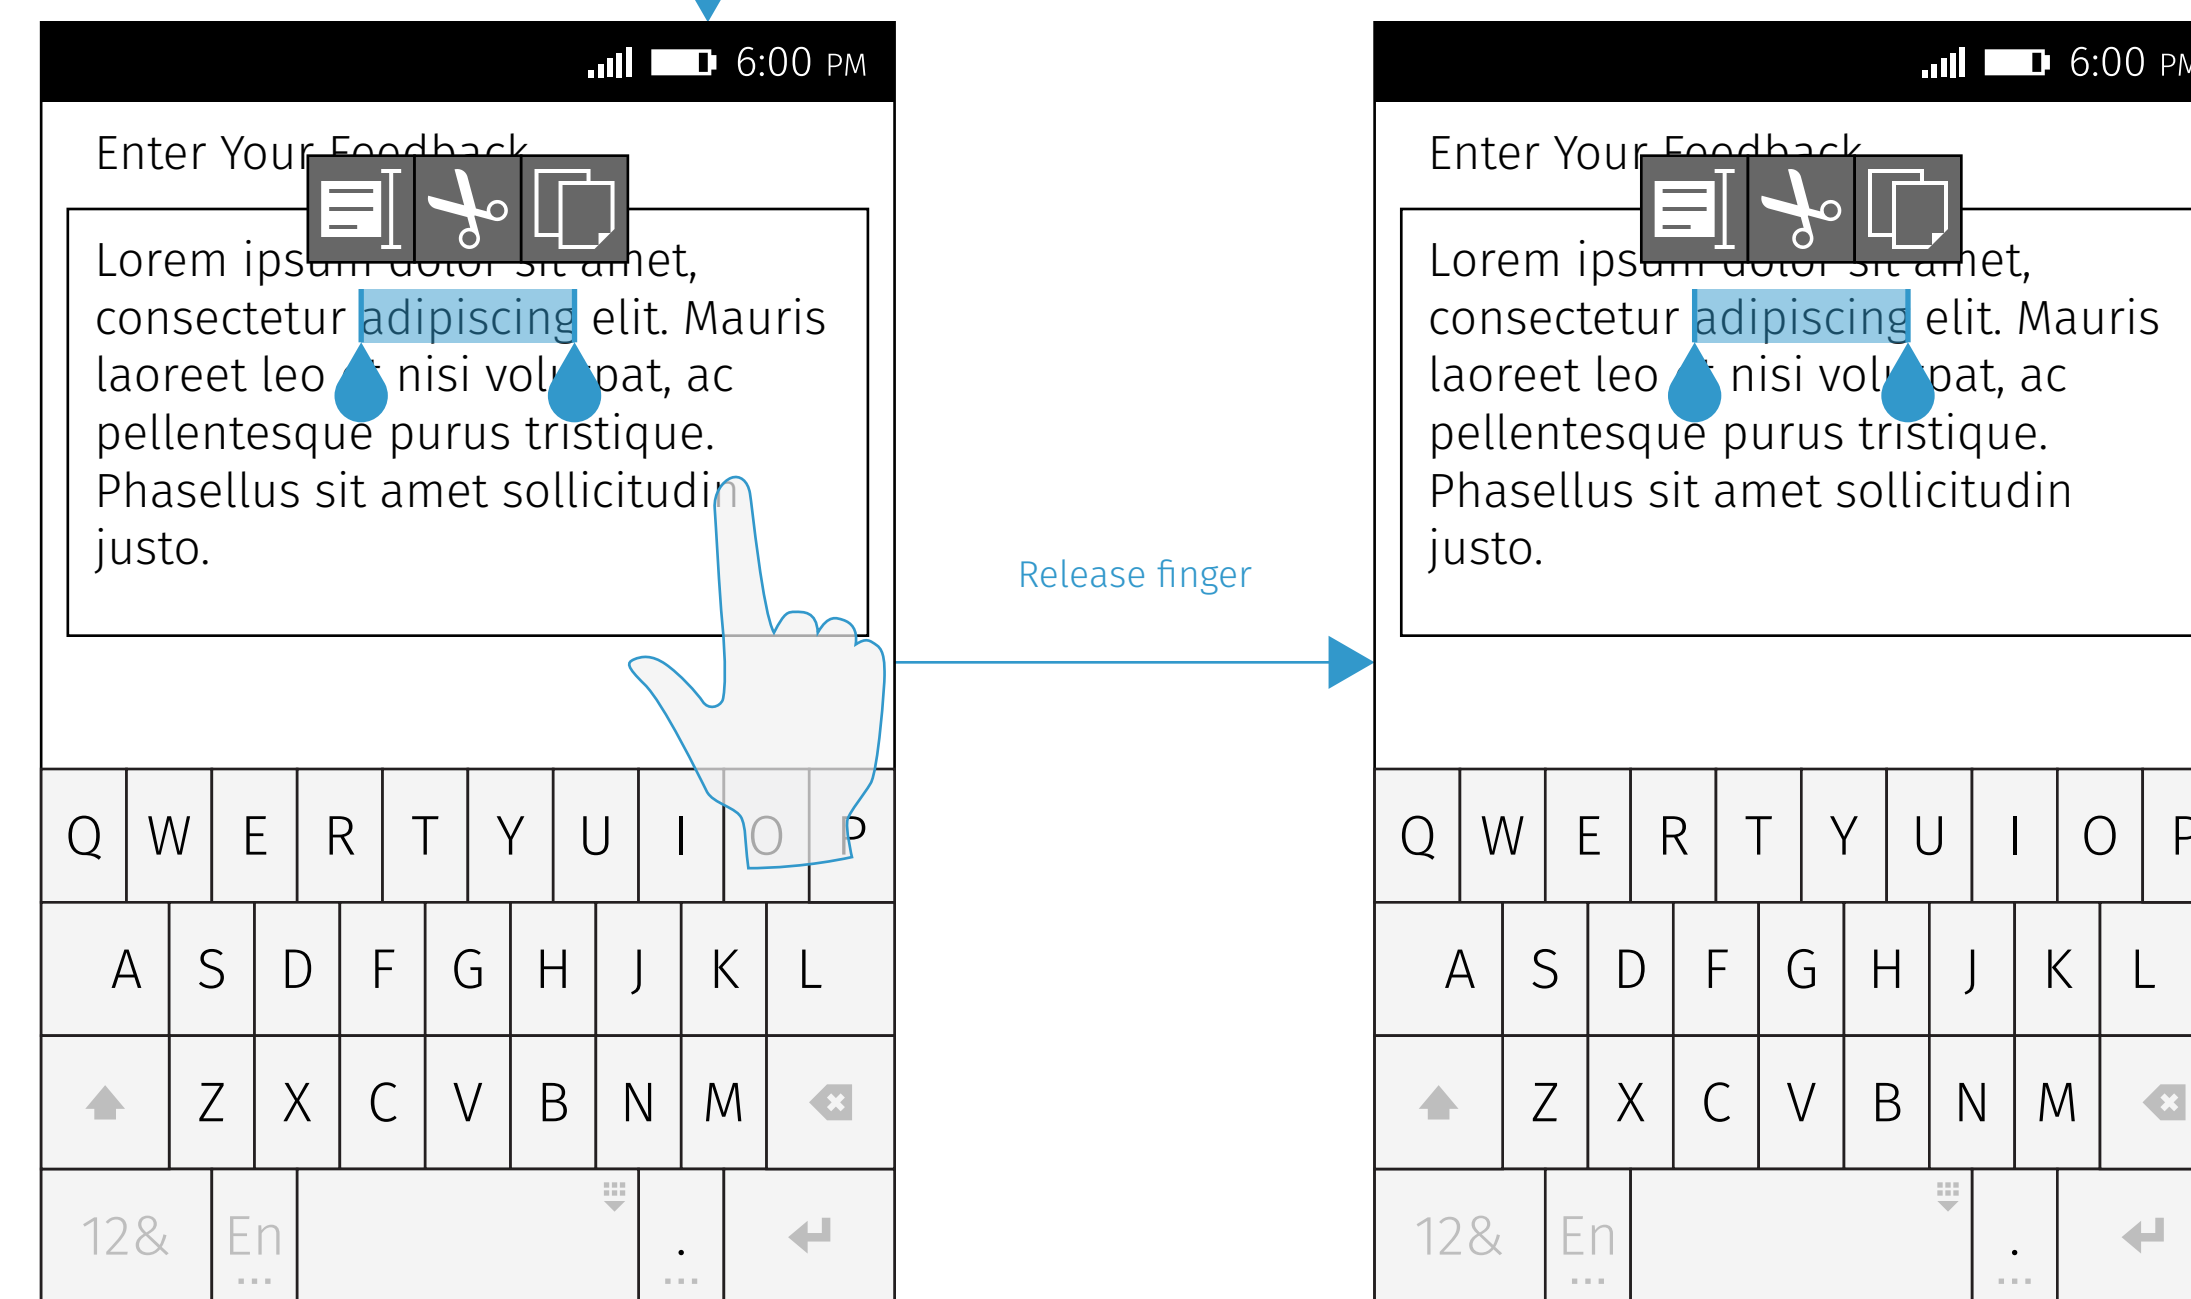 6:00 PM
Enter Your Feedback
Lorem ipsum dolor sit amet,
consectetur adipiscing elit. Mauris
laoreet leo et nisi volutpat, ac
pellentesque purus tristique.
Phasellus sit amet sollicitudin
justo.
Q W E R T Y U I O P
A S D F G H J K L
Z X C V B N M
12& En .
Release finger
6:00 PM
Enter Your Feedback
Lorem ipsum dolor sit amet,
consectetur adipiscing elit. Mauris
laoreet leo et nisi volutpat, ac
pellentesque purus tristique.
Phasellus sit amet sollicitudin
justo.
Q W E R T Y U I O P
A S D F G H J K L
Z X C V B N M
12& En .